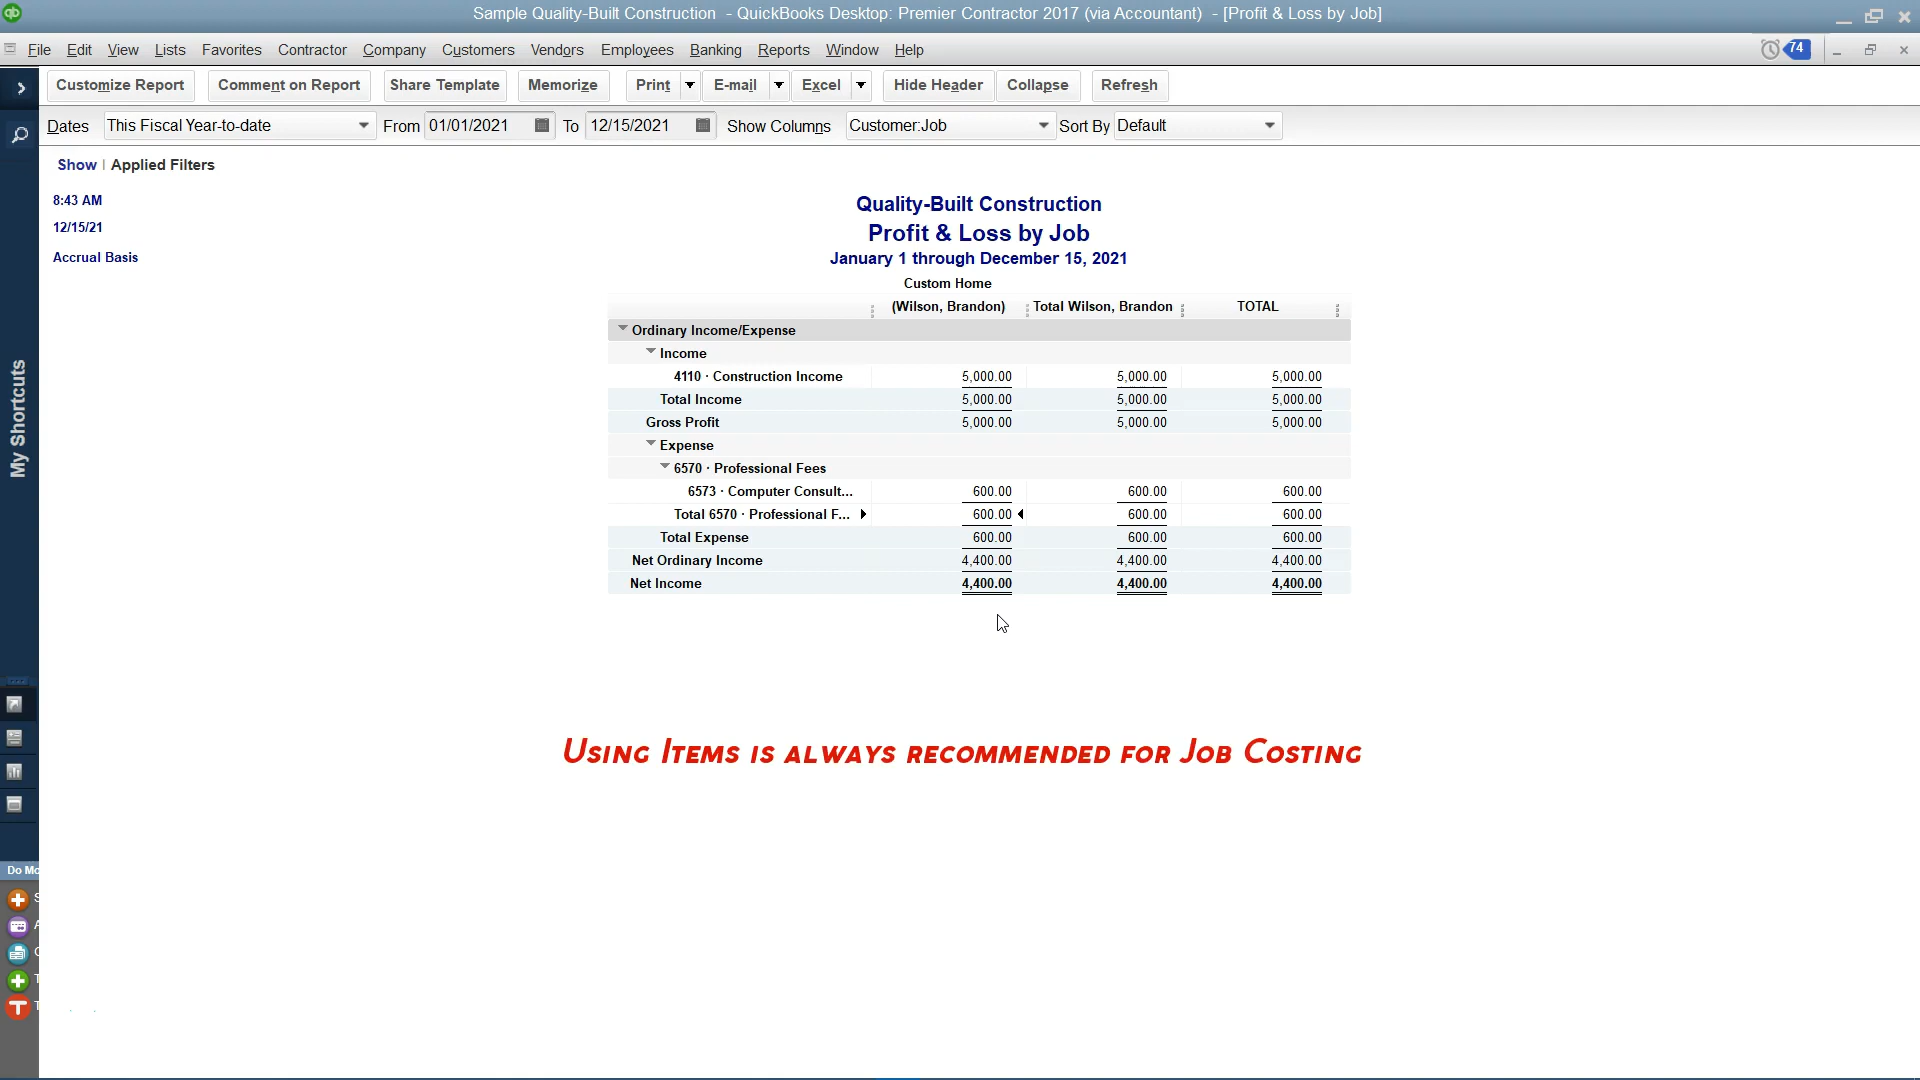 Sample Quality-Built Construction - QuickBooks Desktop: Premier Contractor 2017 (via Accountant) - [Profit & Loss by Job]
File Edit View Lists Favorites Contractor Company Customers Vendors Employees Banking Reports Window Help 74
Customize Report Comment on Report Share Template Memorize Print E-mail Excel Hide Header Collapse Refresh
Dates This Fiscal Year-to-date From 01/01/2021 To 12/15/2021 Show Columns Customer:Job Sort By Default
Show | Applied Filters
8:43 AM
12/15/21
Accrual Basis
Quality-Built Construction
Profit & Loss by Job
January 1 through December 15, 2021
Custom Home
(Wilson, Brandon) Total Wilson, Brandon TOTAL
Ordinary Income/Expense
Income
4110 · Construction Income 5,000.00 5,000.00 5,000.00
Total Income 5,000.00 5,000.00 5,000.00
Gross Profit 5,000.00 5,000.00 5,000.00
Expense
6570 · Professional Fees
6573 · Computer Consult... 600.00 600.00 600.00
Total 6570 · Professional F... 600.00 600.00 600.00
Total Expense 600.00 600.00 600.00
Net Ordinary Income 4,400.00 4,400.00 4,400.00
Net Income 4,400.00 4,400.00 4,400.00
Using Items is always recommended for Job Costing
My Shortcuts
Do Mo
S
A
O
T
T